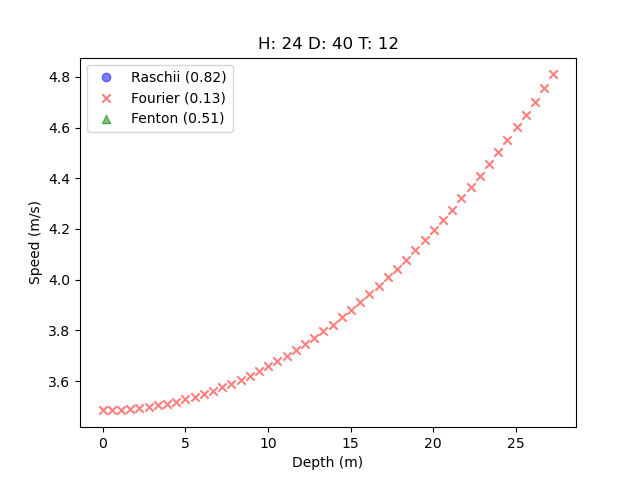 H: 24 D: 40 T: 12
Raschii (0.82)
Fourier (0.13)
Fenton (0.51)
4.8
4.6
4.4
4.2
4.0
3.8
3.6
Speed (m/s)
0 5 10 15 20 25
Depth (m)